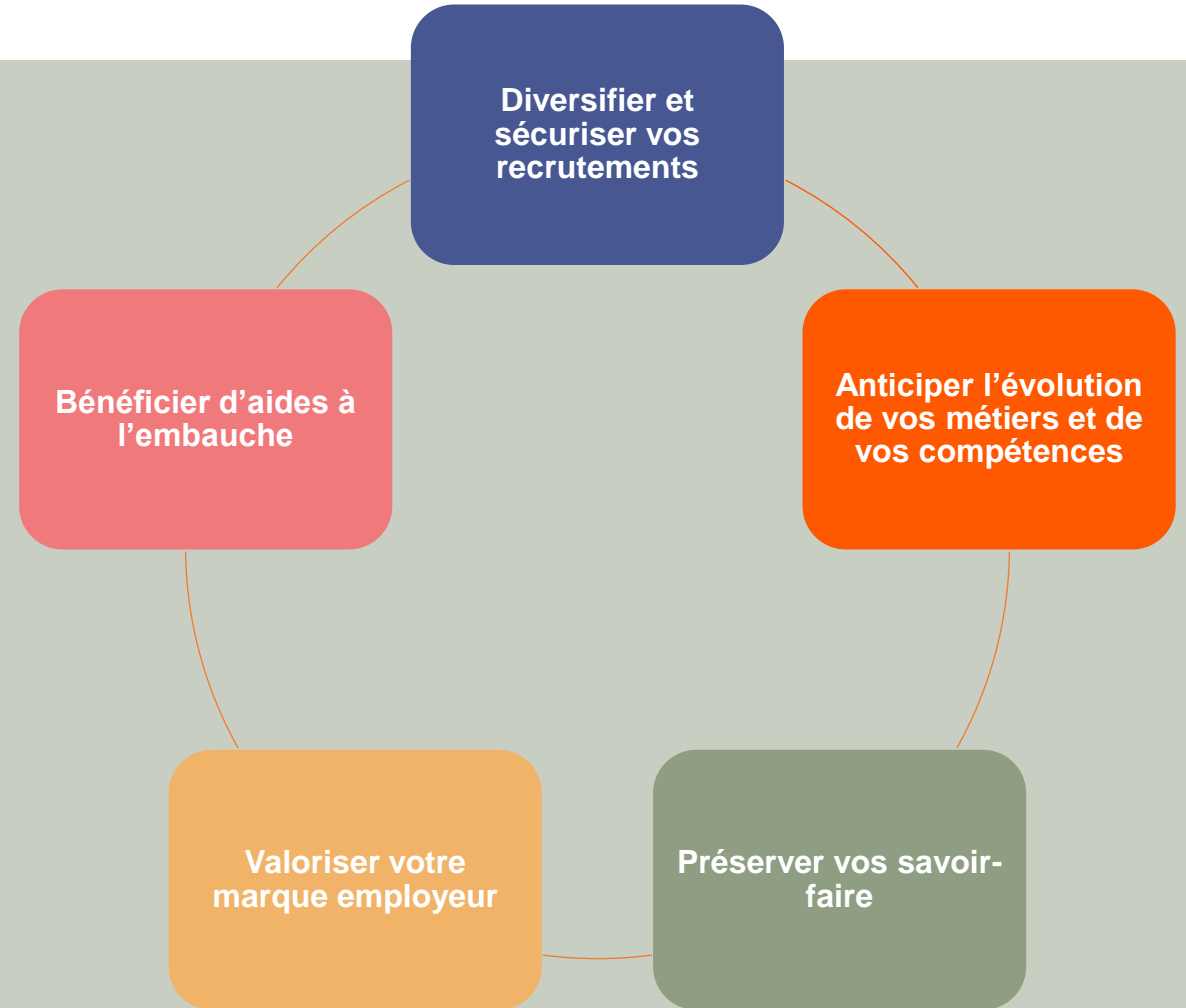 Diversifier et
sécuriser vos
recrutements
Anticiper l’évolution
de vos métiers et de
vos compétences
Préserver vos savoir-
faire
Valoriser votre
marque employeur
Bénéficier d’aides à
l’embauche